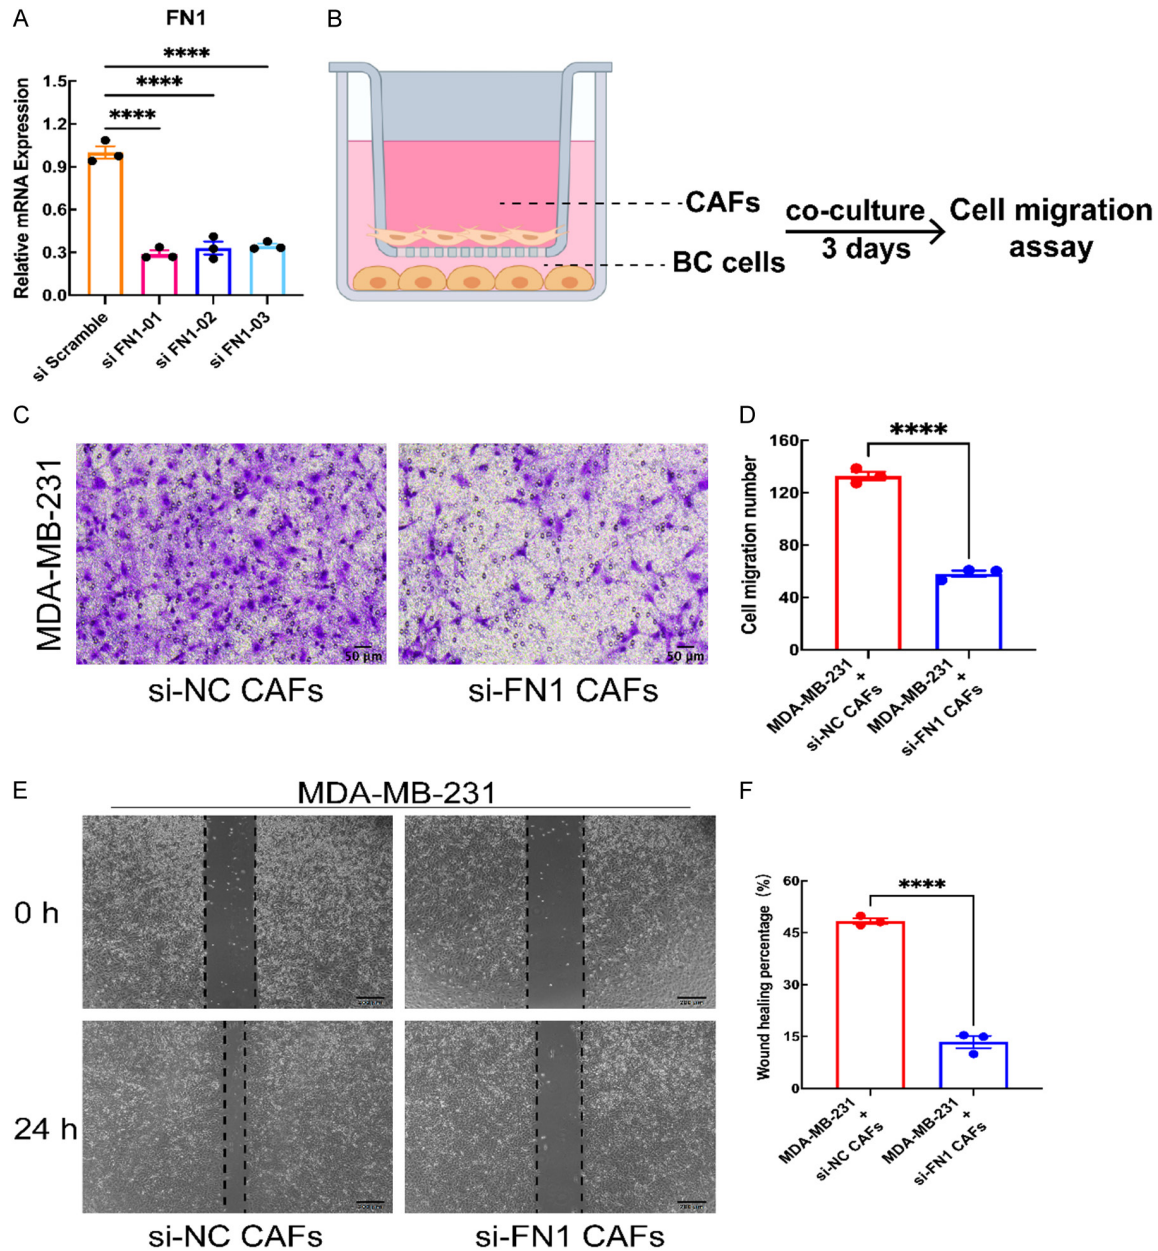 A
FN1
****
****
****
Relative mRNA Expression
1.5
1.2
0.9
0.6
0.3
0.0
si Scramble
si FN1-01
si FN1-02
si FN1-03
B
CAFs
BC cells
co-culture
3 days
Cell migration
assay
C
MDA-MB-231
50 μm
50 μm
si-NC CAFs
si-FN1 CAFs
D
****
Cell migration number
160
120
80
40
0
MDA-MB-231
+
si-NC CAFs
MDA-MB-231
+
si-FN1 CAFs
E
MDA-MB-231
0 h
24 h
si-NC CAFs
si-FN1 CAFs
F
****
Wound healing percentage (%)
60
45
30
15
0
MDA-MB-231
+
si-NC CAFs
MDA-MB-231
+
si-FN1 CAFs